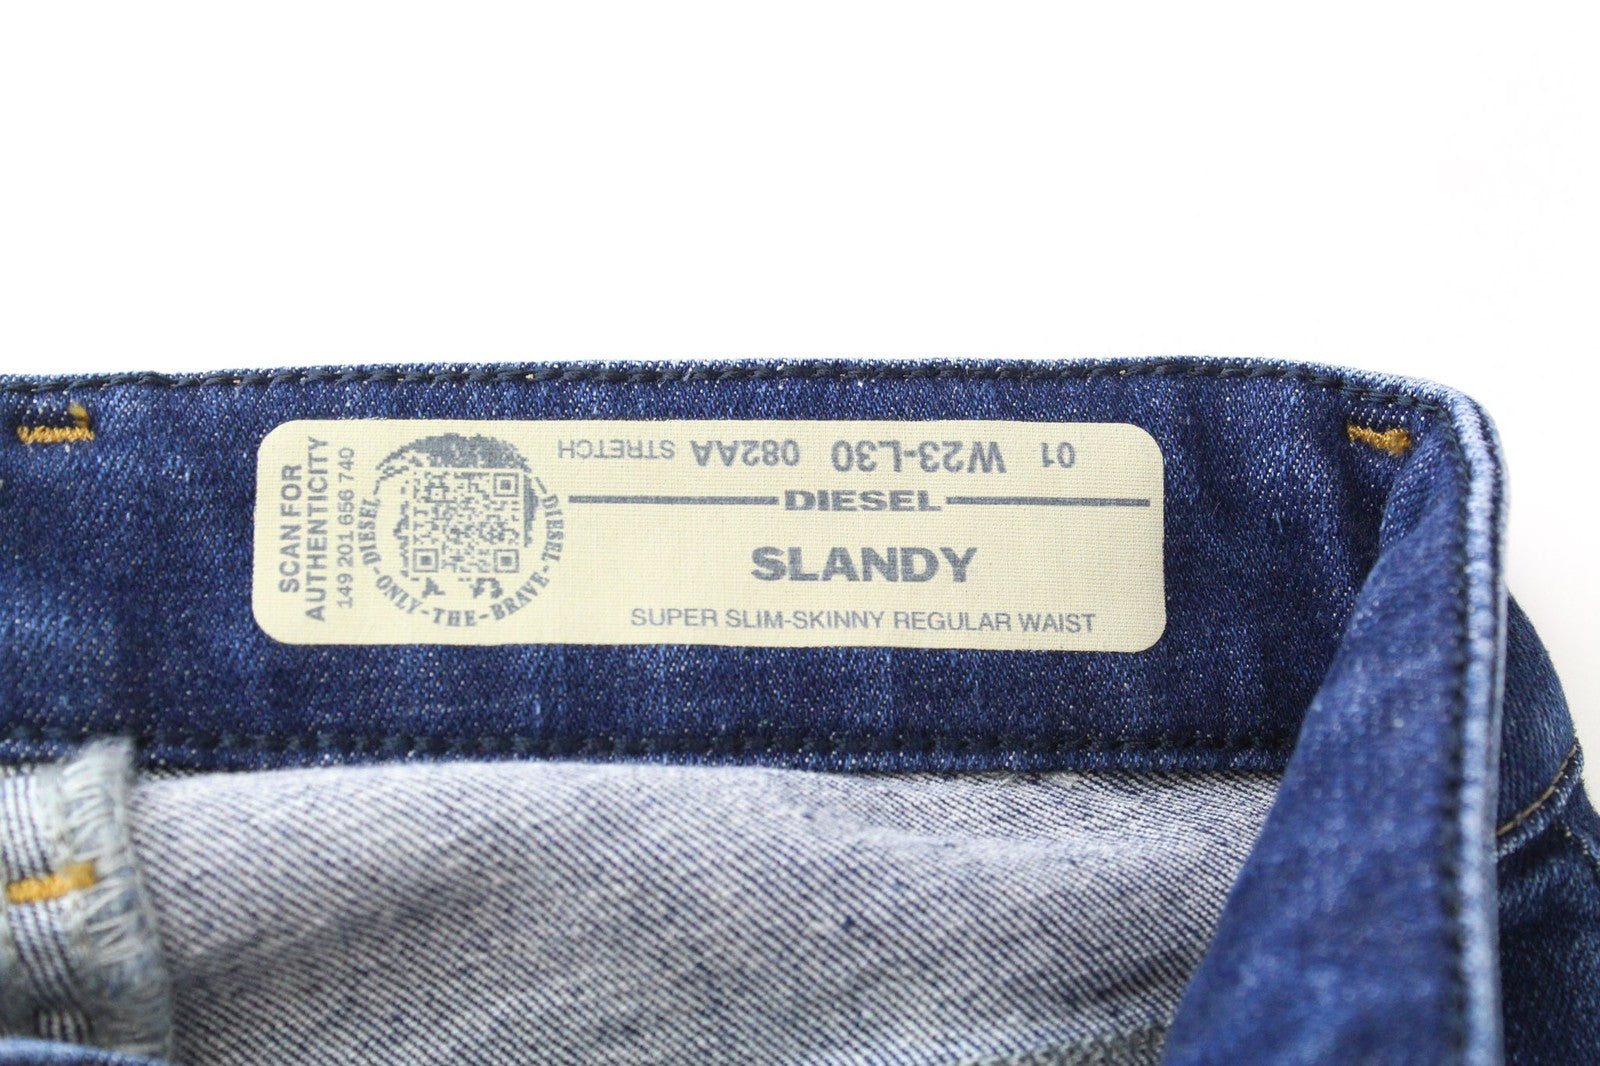 SCAN FOR
AUTHENTICITY
149 201 656 740
DIESEL-ONLY-THE-BRAVE-DIESEL
01 W23-L30 082AA STRETCH
DIESEL
SLANDY
SUPER SLIM-SKINNY REGULAR WAIST